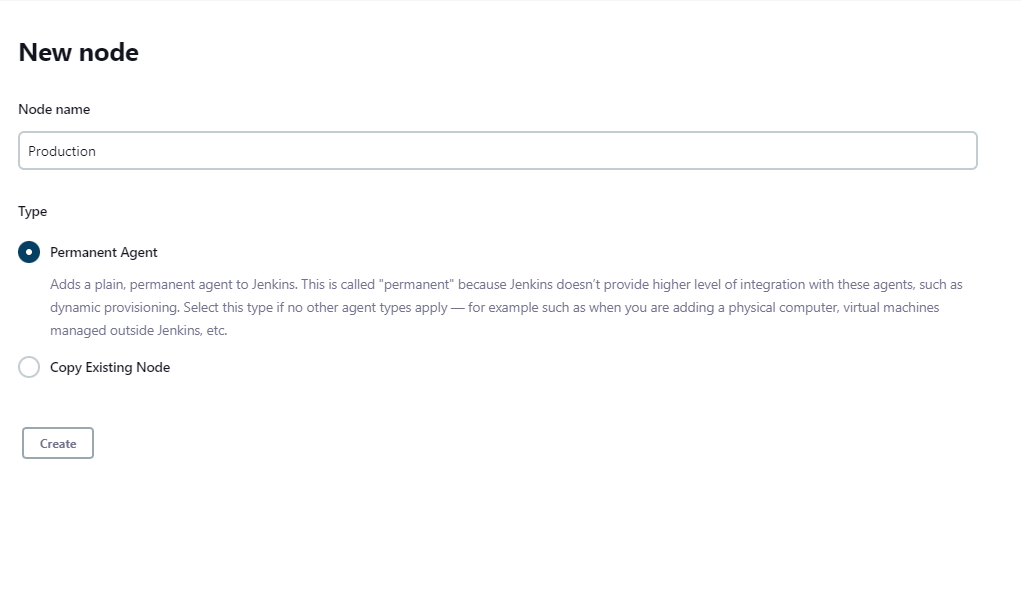 New node
Node name
Production
Type
Permanent Agent
Adds a plain, permanent agent to Jenkins. This is called "permanent" because Jenkins doesn’t provide higher level of integration with these agents, such as
dynamic provisioning. Select this type if no other agent types apply — for example such as when you are adding a physical computer, virtual machines
managed outside Jenkins, etc.
Copy Existing Node
Create